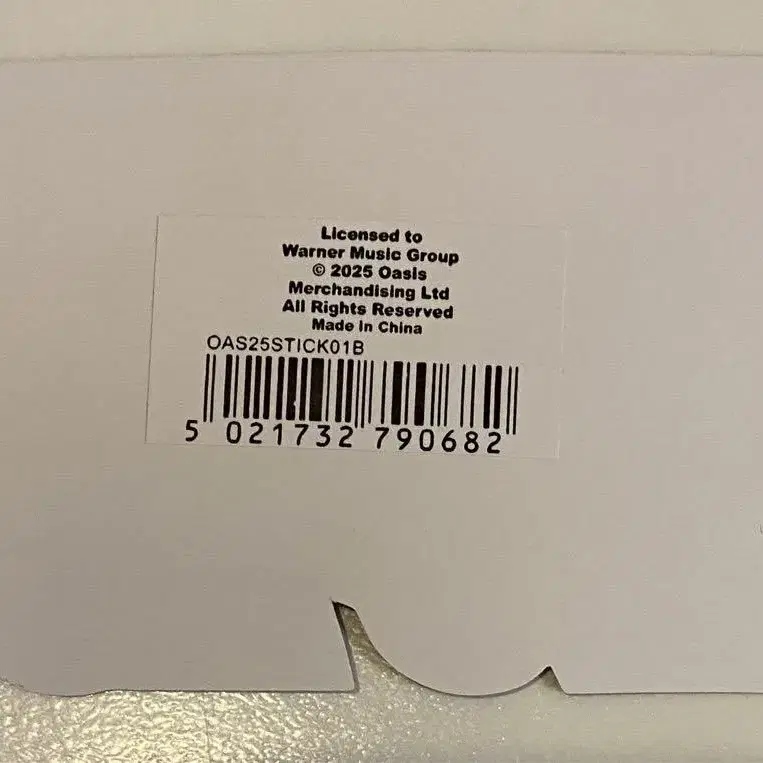 Licensed to
Warner Music Group
© 2025 Oasis
Merchandising Ltd
All Rights Reserved
Made in China
OAS25STICK01B
5 021732 790682